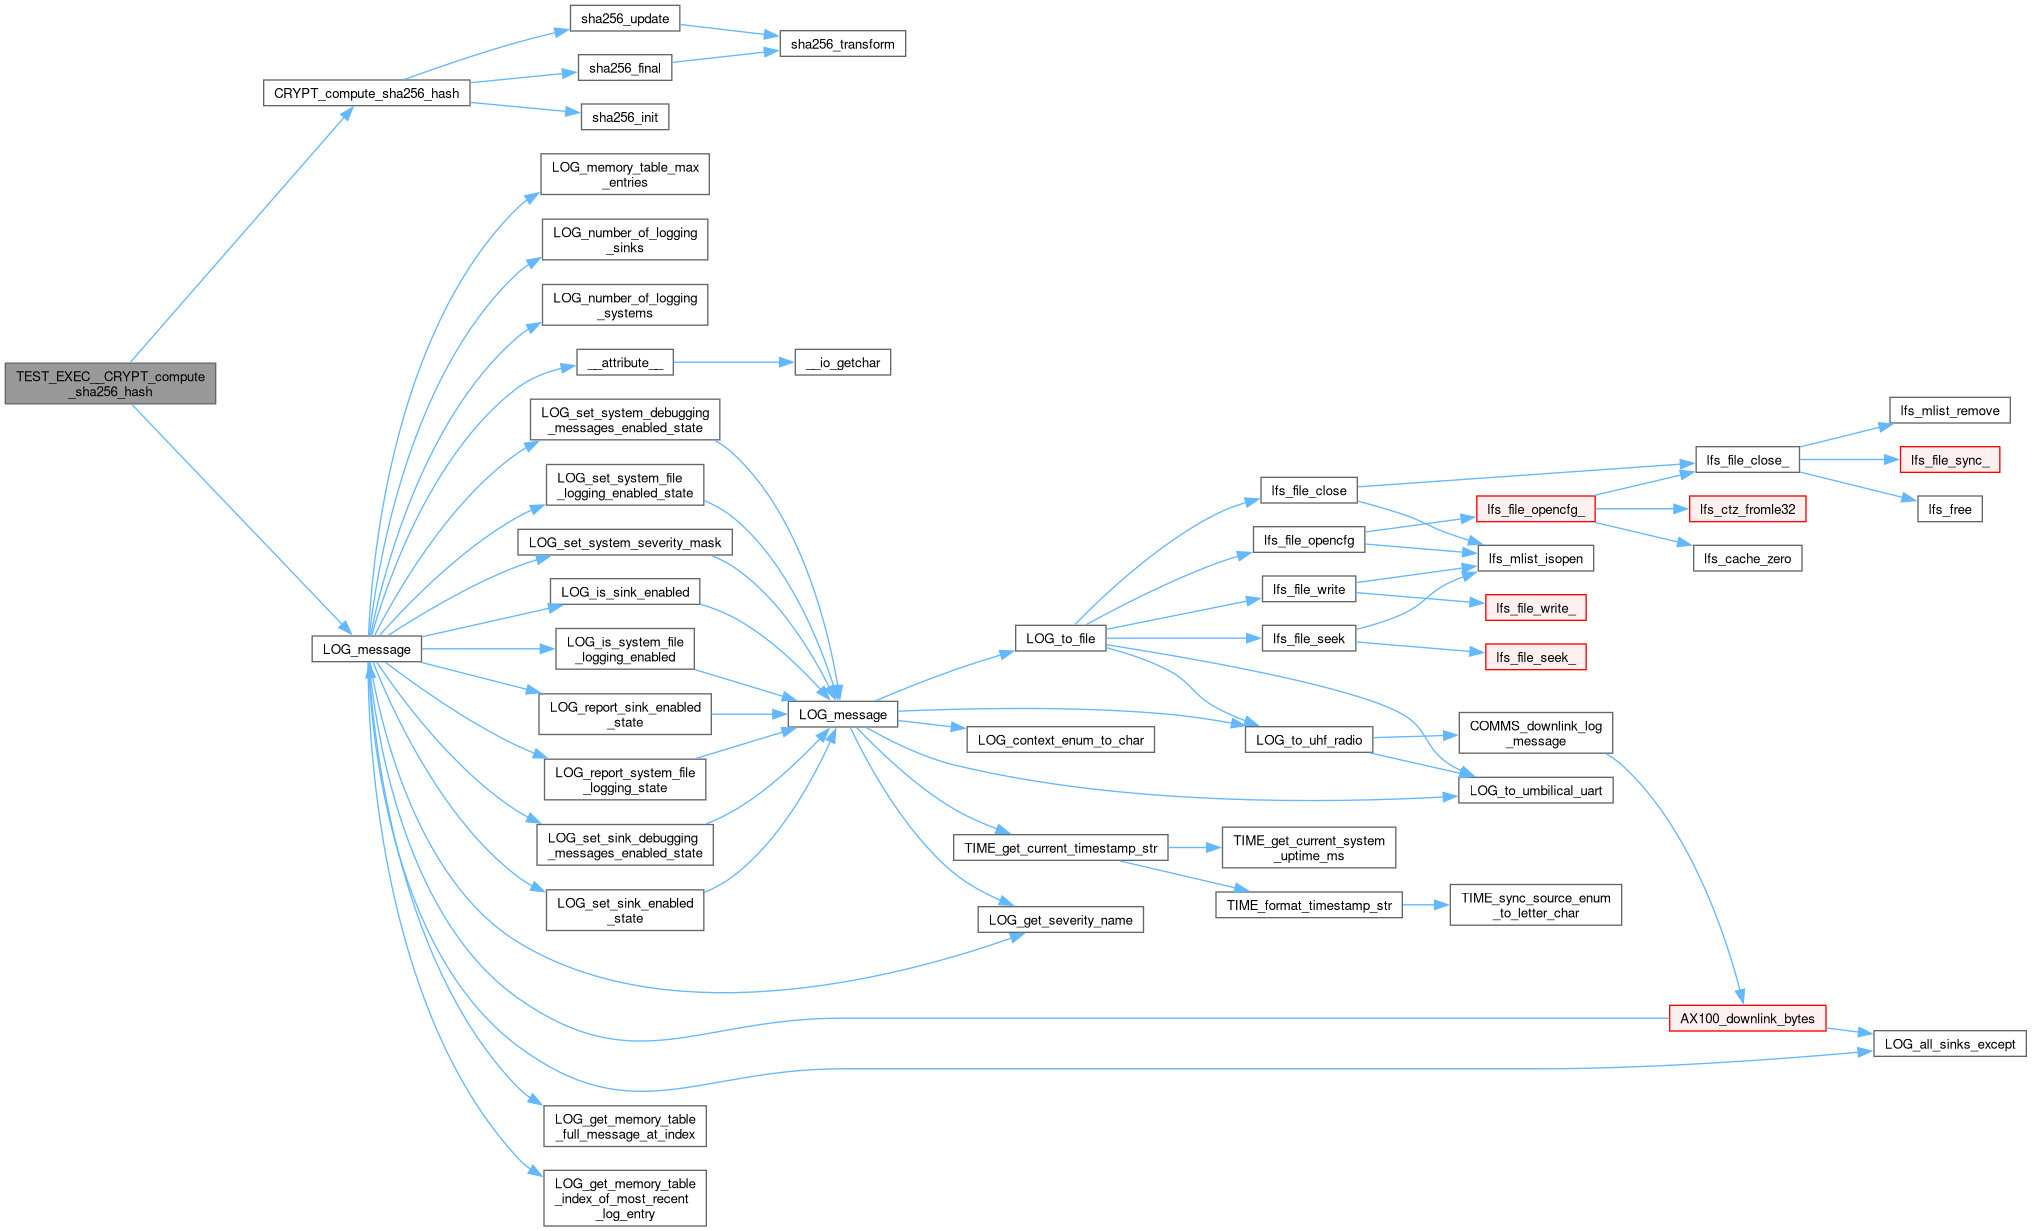 TEST_EXEC__CRYPT_compute
_sha256_hash
CRYPT_compute_sha256_hash
sha256_update
sha256_final
sha256_init
sha256_transform
LOG_message
LOG_memory_table_max
_entries
LOG_number_of_logging
_sinks
LOG_number_of_logging
_systems
__attribute__
__io_getchar
LOG_set_system_debugging
_messages_enabled_state
LOG_set_system_file
_logging_enabled_state
LOG_set_system_severity_mask
LOG_is_sink_enabled
LOG_is_system_file
_logging_enabled
LOG_report_sink_enabled
_state
LOG_report_system_file
_logging_state
LOG_set_sink_debugging
_messages_enabled_state
LOG_set_sink_enabled
_state
LOG_get_memory_table
_full_message_at_index
LOG_get_memory_table
_index_of_most_recent
_log_entry
LOG_message
LOG_to_file
LOG_context_enum_to_char
TIME_get_current_timestamp_str
LOG_get_severity_name
lfs_file_close
lfs_file_opencfg
lfs_file_write
lfs_file_seek
LOG_to_uhf_radio
TIME_get_current_system
_uptime_ms
TIME_format_timestamp_str
lfs_file_opencfg_
lfs_mlist_isopen
lfs_file_write_
lfs_file_seek_
COMMS_downlink_log
_message
LOG_to_umbilical_uart
TIME_sync_source_enum
_to_letter_char
lfs_file_close_
lfs_ctz_fromle32
lfs_cache_zero
AX100_downlink_bytes
lfs_mlist_remove
lfs_file_sync_
lfs_free
LOG_all_sinks_except